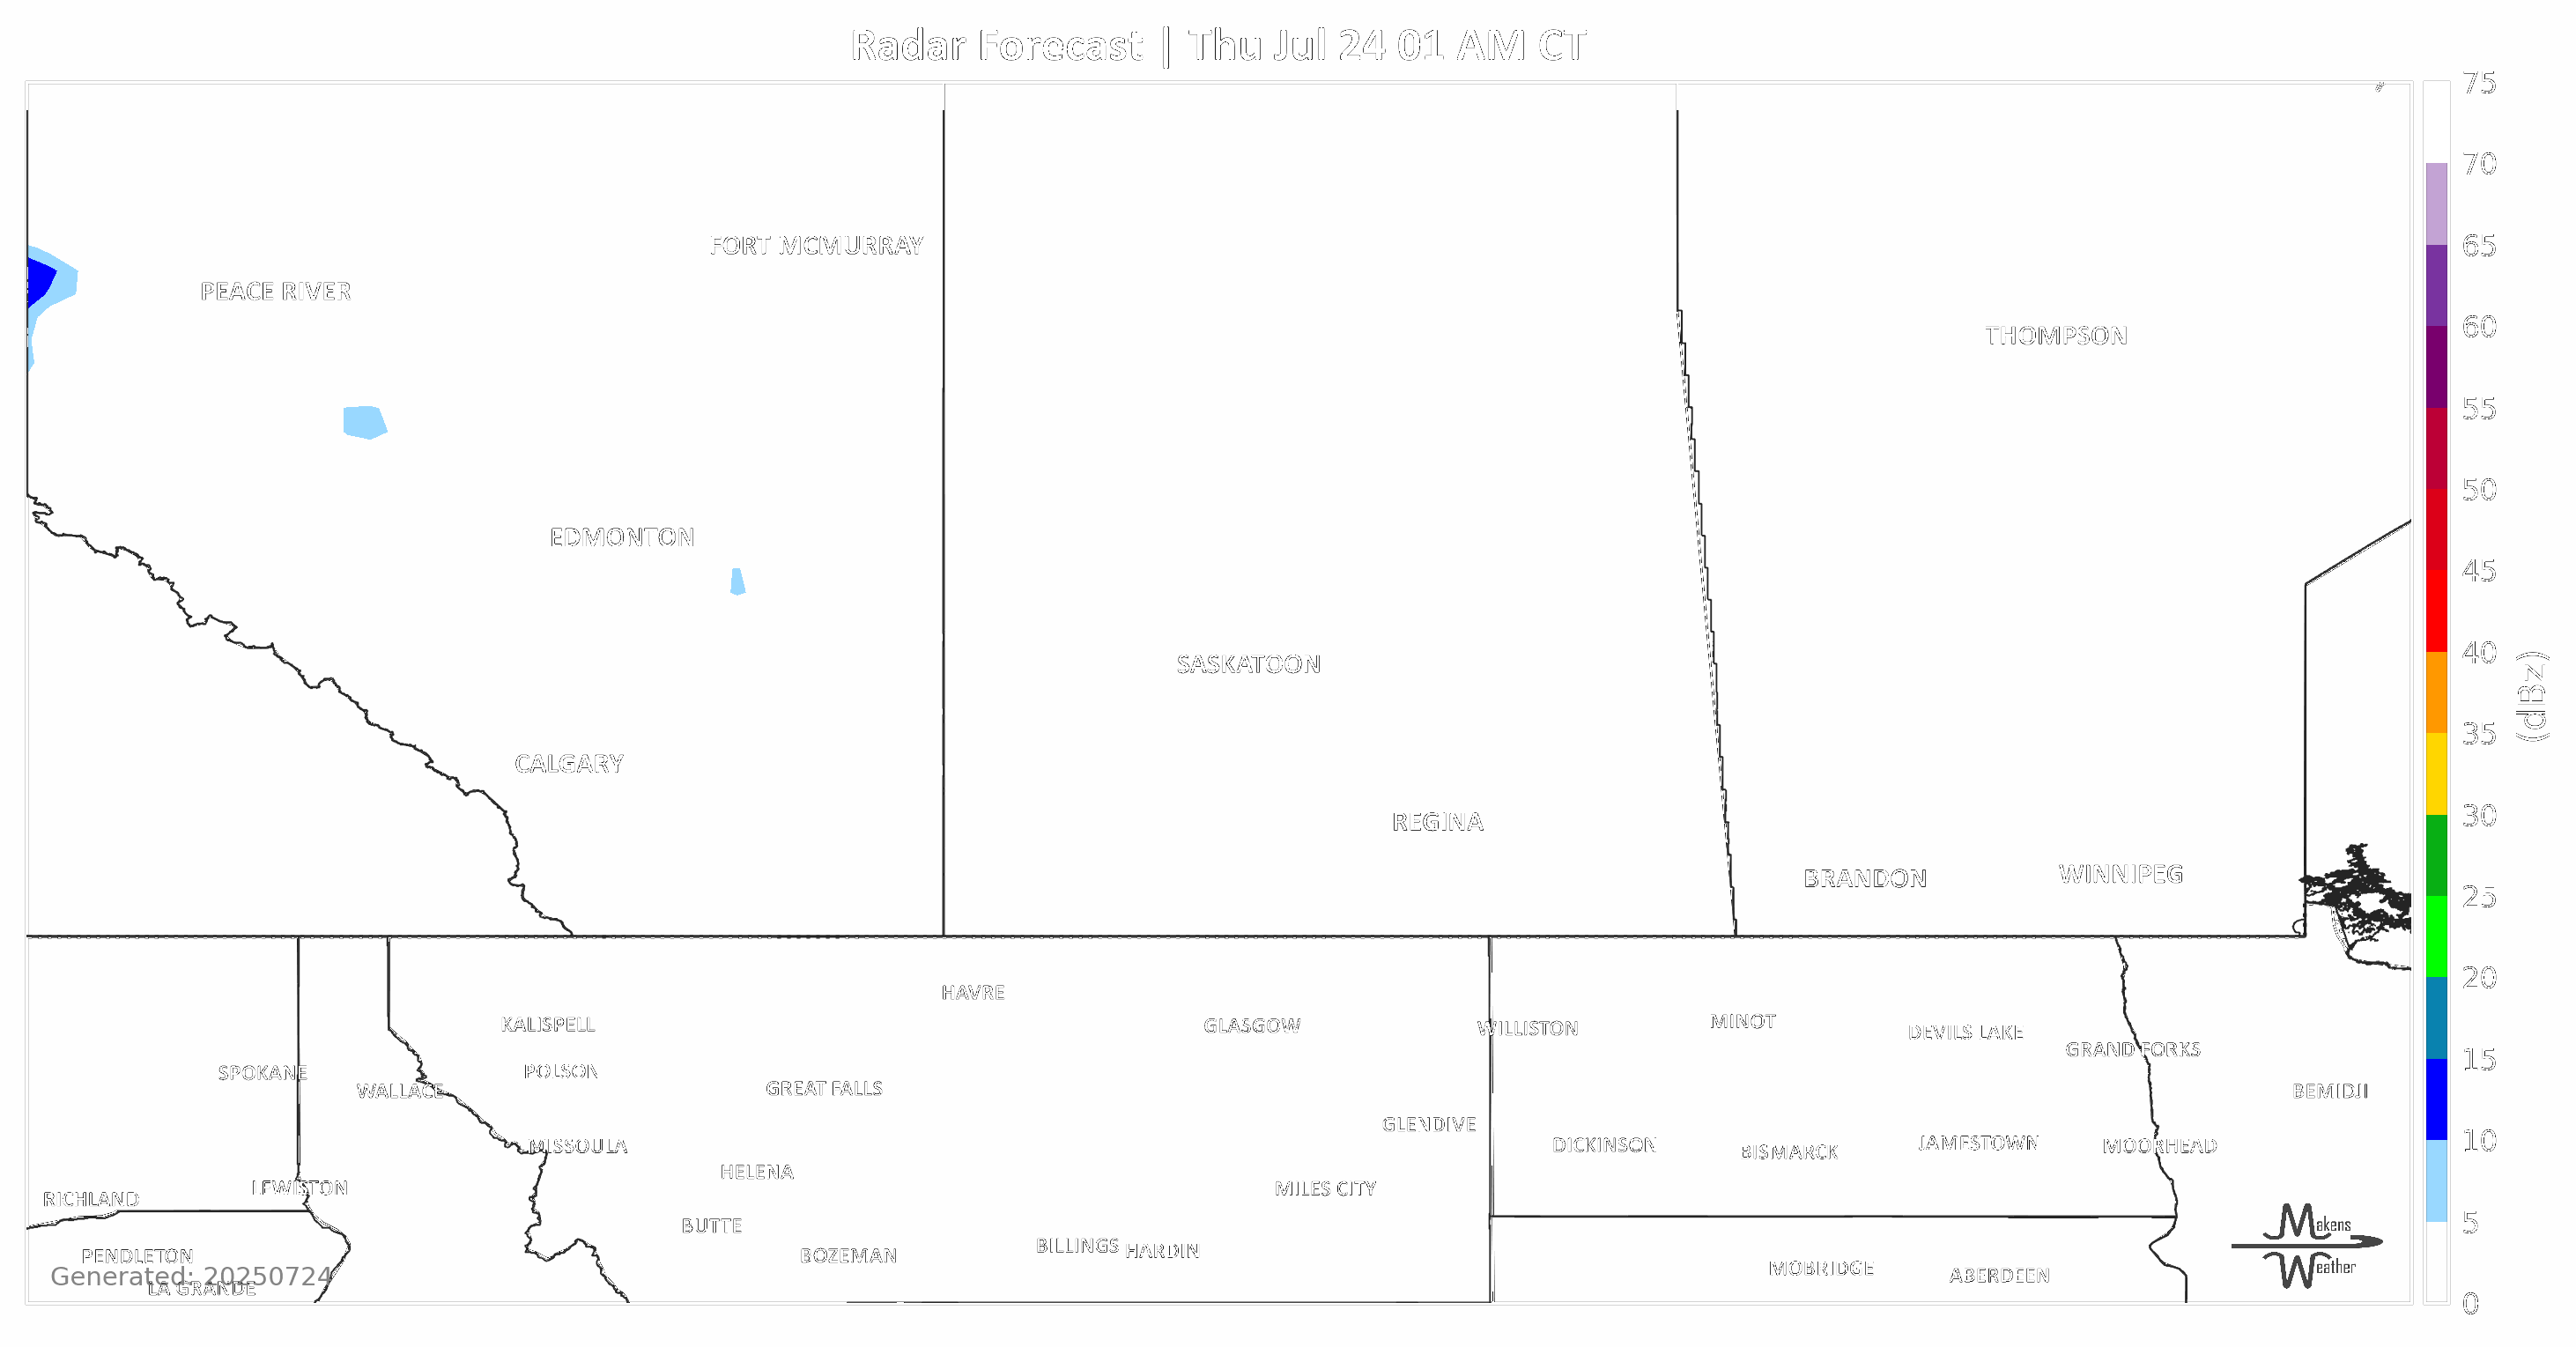 Radar Forecast | Thu Jul 24 01 AM CT
75
70
FORT MCMURRAY
65
PEACE RIVER
60
THOMPSON
55
50
EDMONTON
45
SASKATOON
40
(dBz)
35
CALGARY
30
REGINA
BRANDON
WINNIPEG
25
20
HAVRE
KALISPELL
GLASGOW
WILLISTON
MINOT
DEVILS LAKE
GRAND FORKS
15
SPOKANE
POLSON
WALLACE
GREAT FALLS
BEMIDJI
GLENDIVE
10
MISSOULA
DICKINSON
BISMARCK
JAMESTOWN
MOORHEAD
HELENA
LEWISTON
MILES CITY
RICHLAND
BUTTE
5
Makens
Weather
PENDLETON
BOZEMAN
BILLINGS
HARDIN
MOBRIDGE
ABERDEEN
Generated: 20250724
LA GRANDE
0